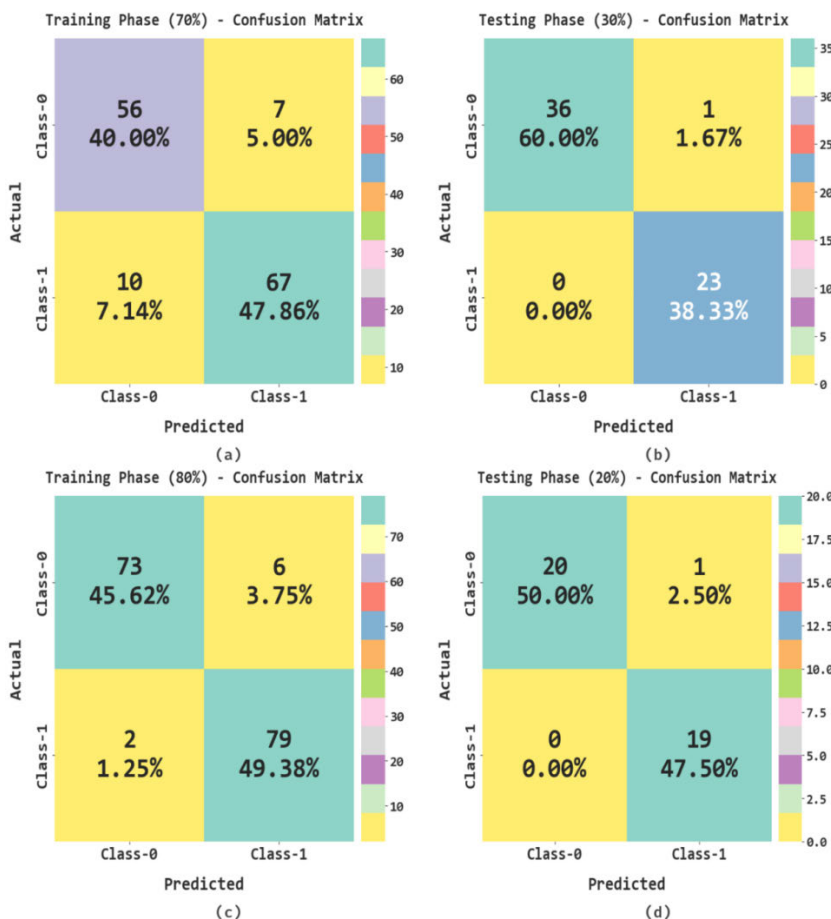 Training Phase (70%) - Confusion Matrix
Class-0
Class-1
Actual
56
40.00%
7
5.00%
10
7.14%
67
47.86%
60
50
40
30
20
10
Class-0
Class-1
Predicted
(a)
Testing Phase (30%) - Confusion Matrix
Class-0
Class-1
Actual
36
60.00%
1
1.67%
0
0.00%
23
38.33%
35
30
25
20
15
10
5
0
Class-0
Class-1
Predicted
(b)
Training Phase (80%) - Confusion Matrix
Class-0
Class-1
Actual
73
45.62%
6
3.75%
2
1.25%
79
49.38%
70
60
50
40
30
20
10
Class-0
Class-1
Predicted
(c)
Testing Phase (20%) - Confusion Matrix
Class-0
Class-1
Actual
20
50.00%
1
2.50%
0
0.00%
19
47.50%
20.0
17.5
15.0
12.5
10.0
7.5
5.0
2.5
0.0
Class-0
Class-1
Predicted
(d)